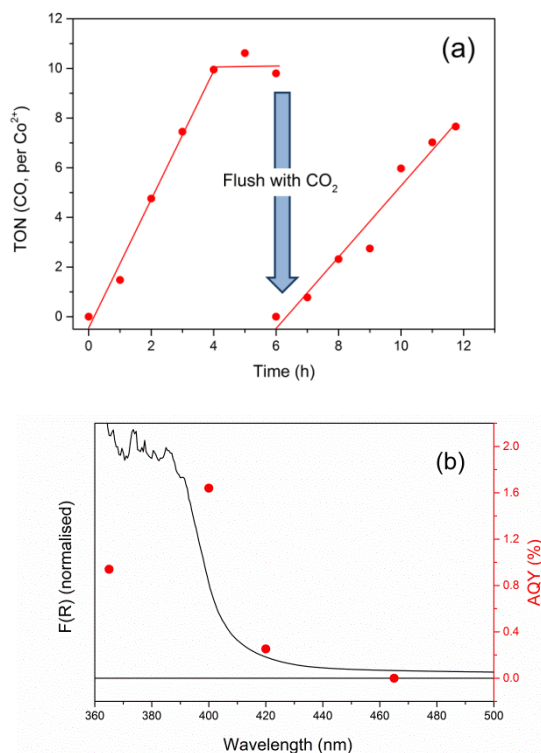 (a)
12
10
8
6
4
2
0
TON (CO, per Co²⁺)
Flush with CO₂
0 2 4 6 8 10 12
Time (h)
(b)
F(R) (normalised)
2.0
1.6
1.2
0.8
0.4
0.0
AQY (%)
360 380 400 420 440 460 480 500
Wavelength (nm)